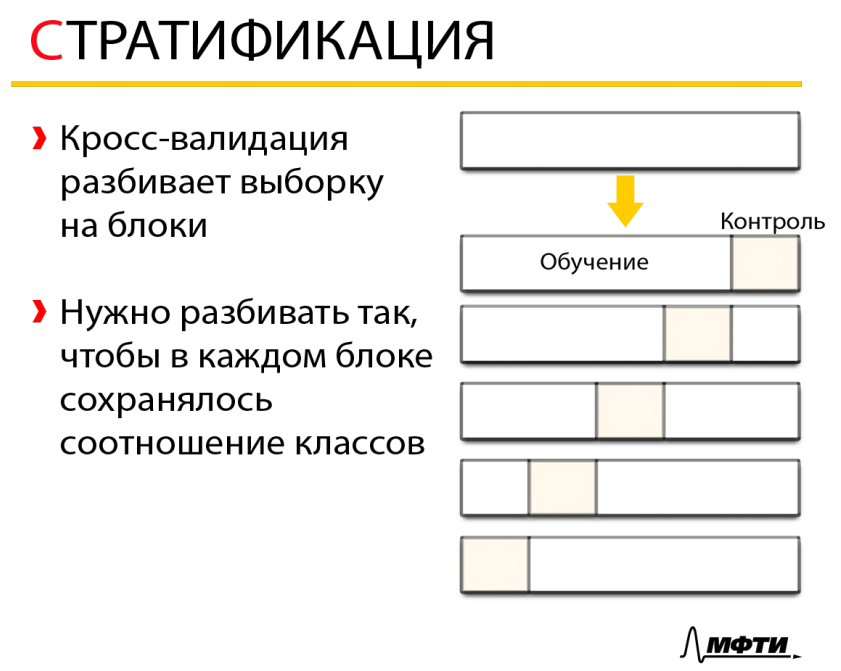 СТРАТИФИКАЦИЯ
Кросс-валидация
разбивает выборку
на блоки
Нужно разбивать так,
чтобы в каждом блоке
сохранялось
соотношение классов
Контроль
Обучение
МФТИ